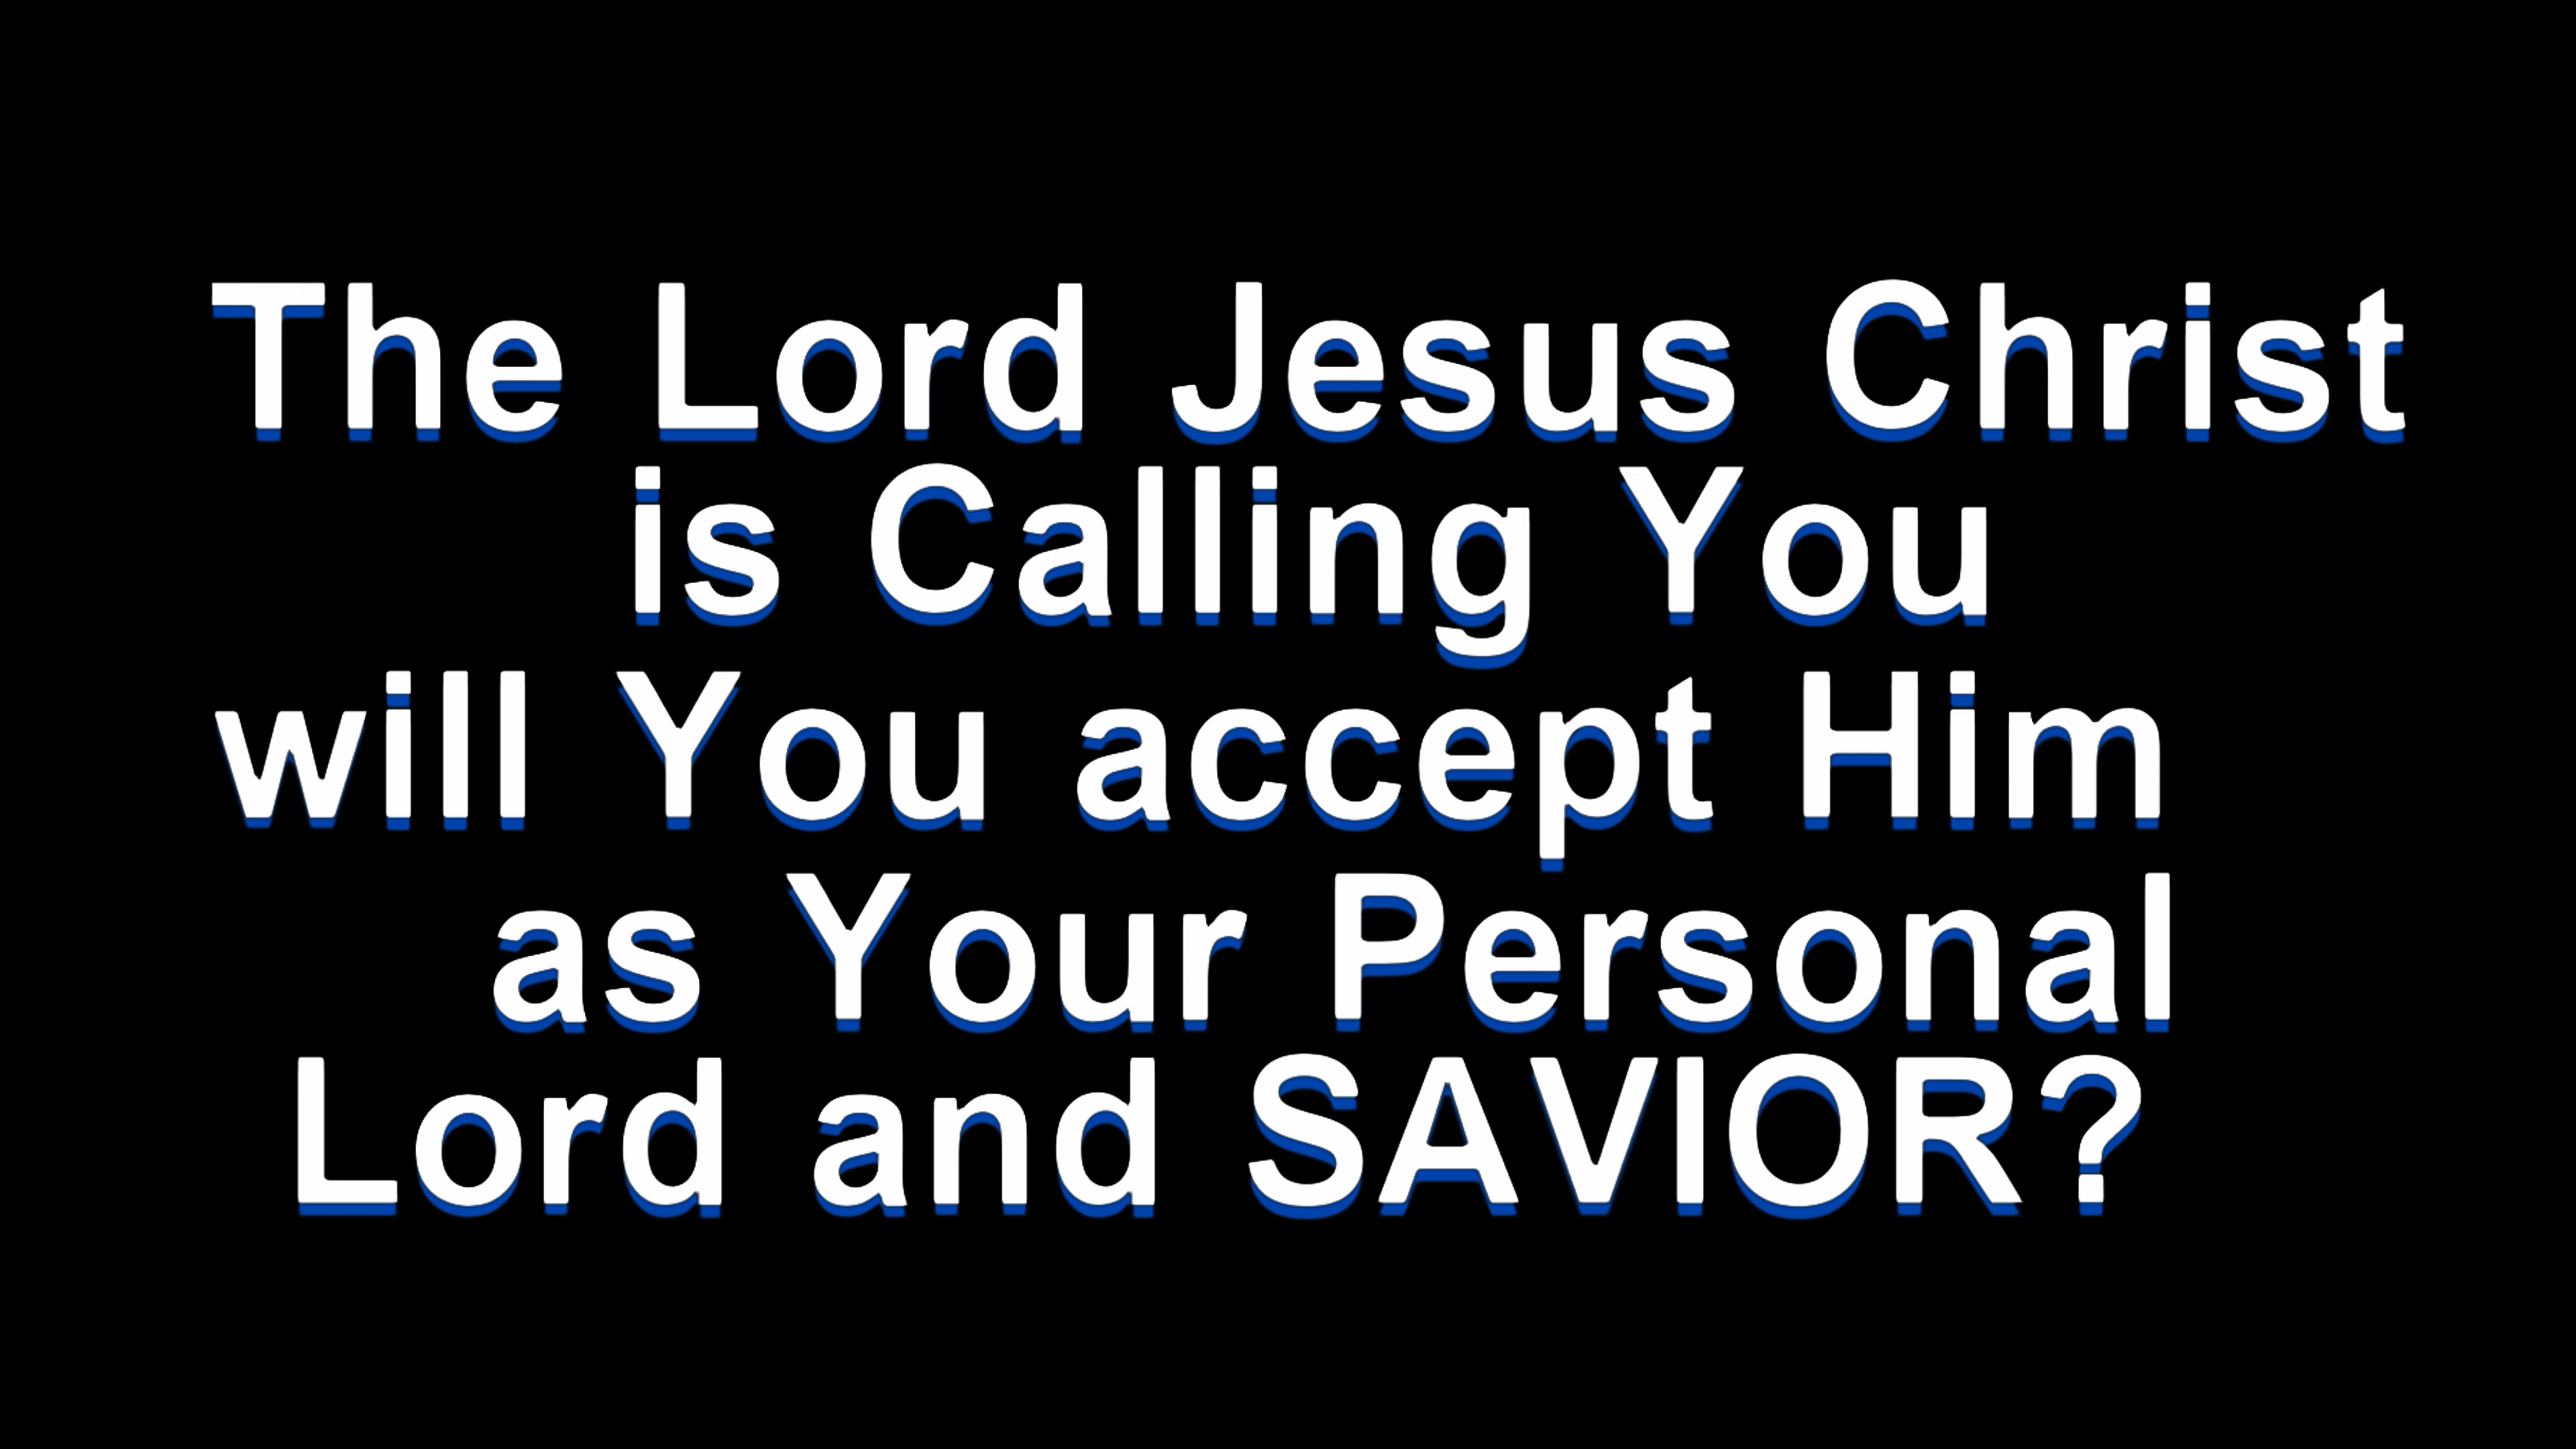 The Lord Jesus Christ
is Calling You
will You accept Him
as Your Personal
Lord and SAVIOR?